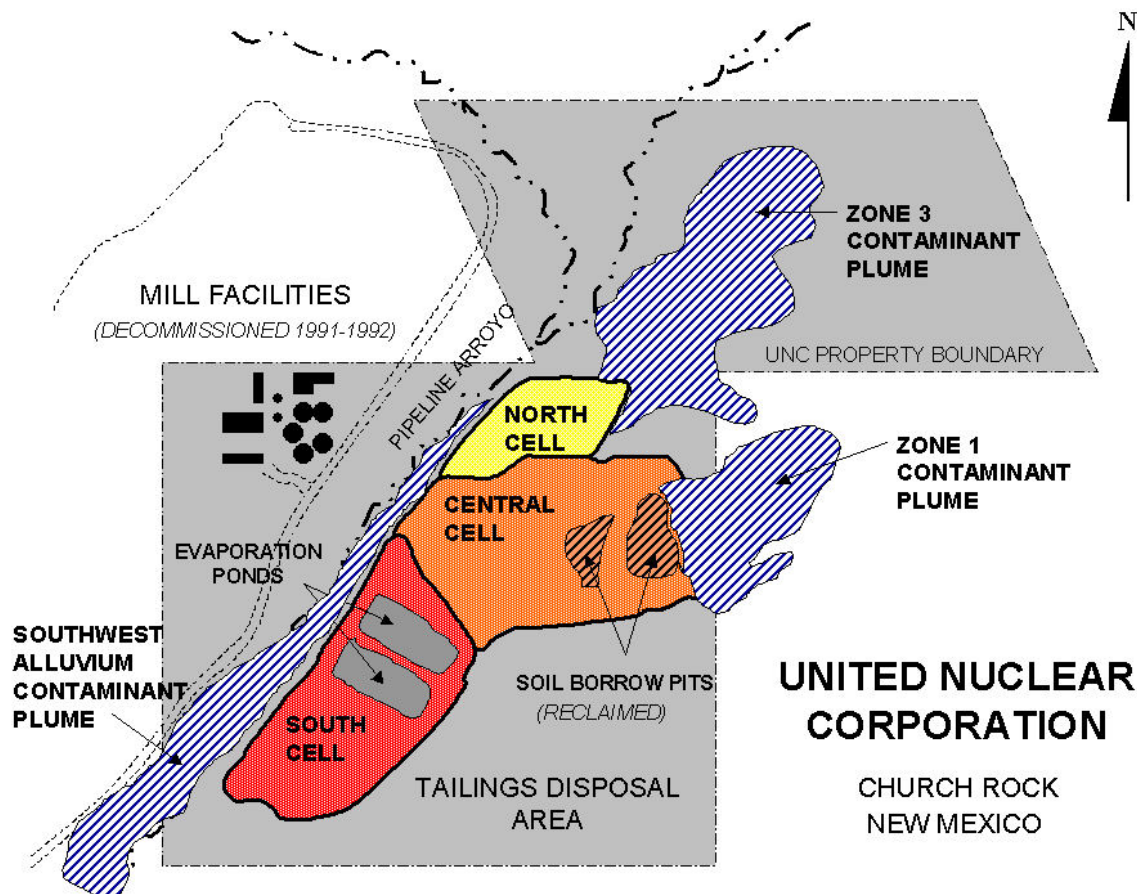 N
ZONE 3
CONTAMINANT
PLUME
MILL FACILITIES
(DECOMMISSIONED 1991-1992)
PIPELINE ARROYO
UNC PROPERTY BOUNDARY
NORTH
CELL
ZONE 1
CONTAMINANT
PLUME
CENTRAL
CELL
EVAPORATION
PONDS
SOUTHWEST
ALLUVIUM
CONTAMINANT
PLUME
SOIL BORROW PITS
(RECLAIMED)
SOUTH
CELL
TAILINGS DISPOSAL
AREA
UNITED NUCLEAR
CORPORATION
CHURCH ROCK
NEW MEXICO